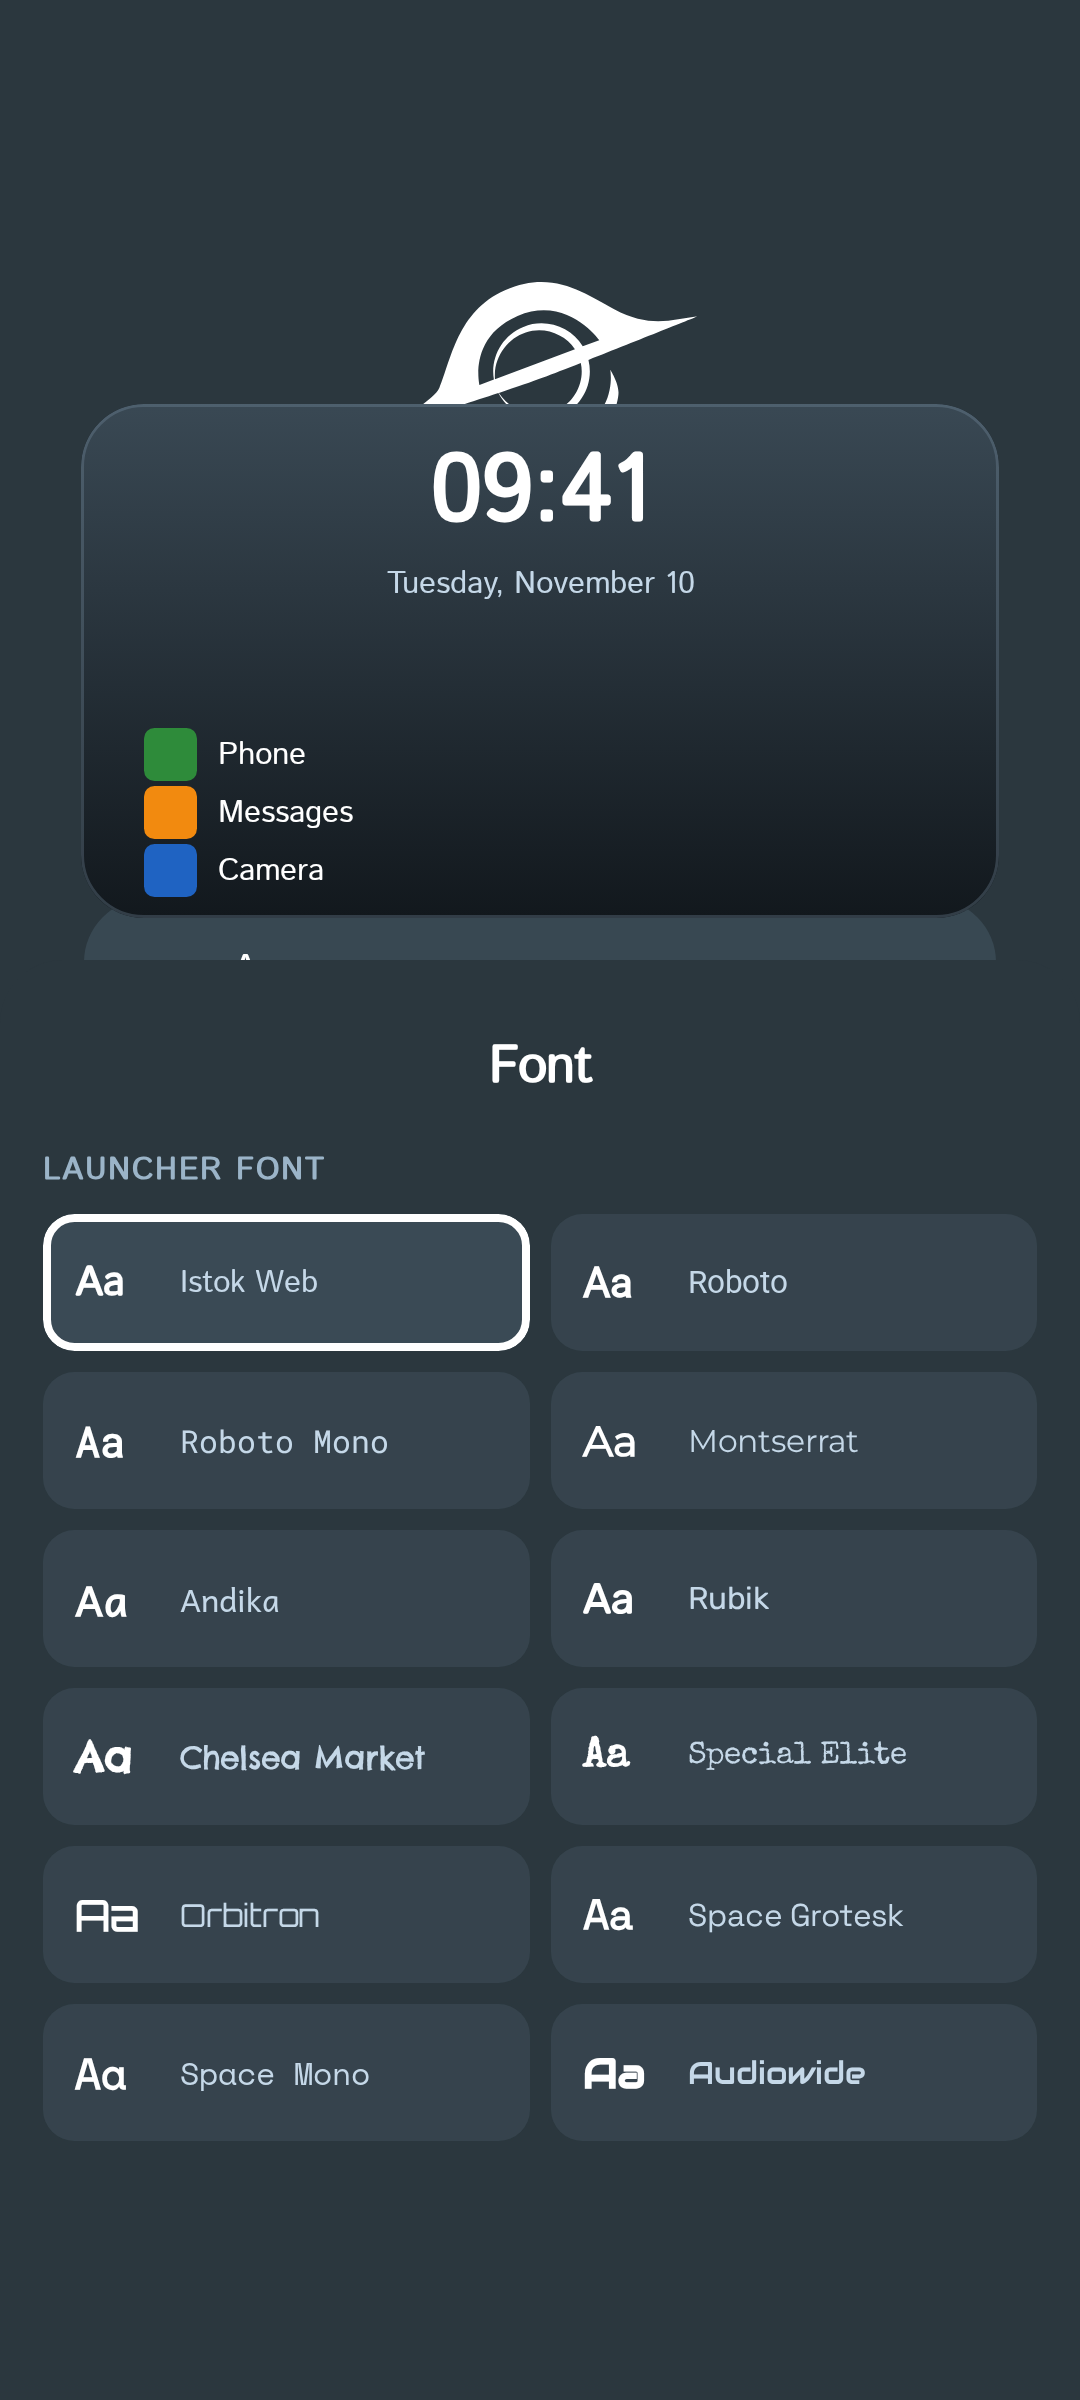 09:41
Tuesday, November 10
Phone
Messages
Camera
Font
LAUNCHER FONT
Aa Istok Web
Aa Roboto
Aa Roboto Mono
Aa Montserrat
Aa Andika
Aa Rubik
Aa Chelsea Market
Aa Special Elite
Aa Orbitron
Aa Space Grotesk
Aa Space Mono
Aa Audiowide